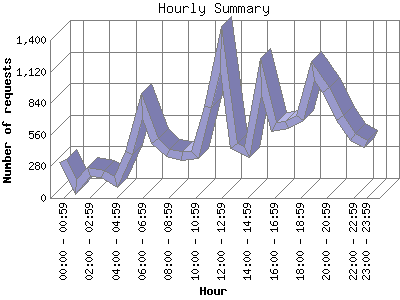 Hourly Summary
Number of requests
1,400
1,120
840
560
280
0
00:00 - 00:59
02:00 - 02:59
04:00 - 04:59
06:00 - 06:59
08:00 - 08:59
10:00 - 10:59
12:00 - 12:59
14:00 - 14:59
16:00 - 16:59
18:00 - 18:59
20:00 - 20:59
22:00 - 22:59
23:00 - 23:59
Hour